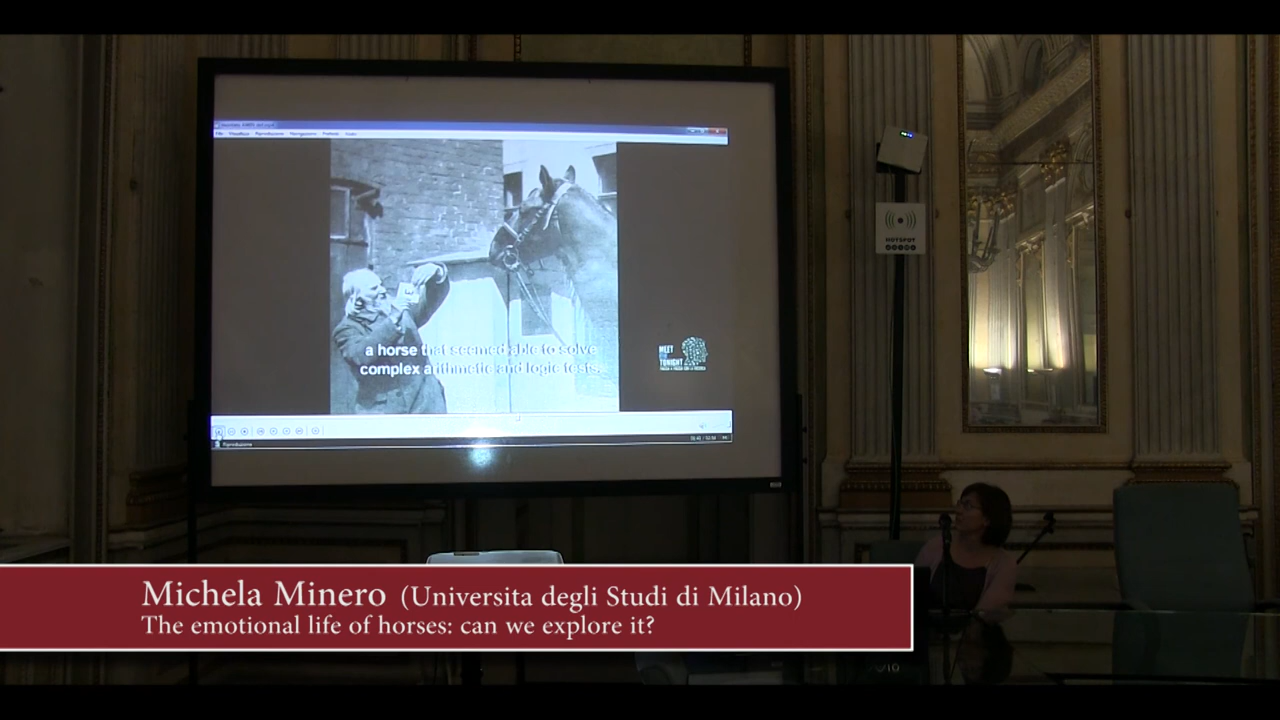 a horse that seemed able to solve
complex arithmetic and logic tests.
MEET
TONIGHT
HOTSPOT
Michela Minero (Universita degli Studi di Milano)
The emotional life of horses: can we explore it?